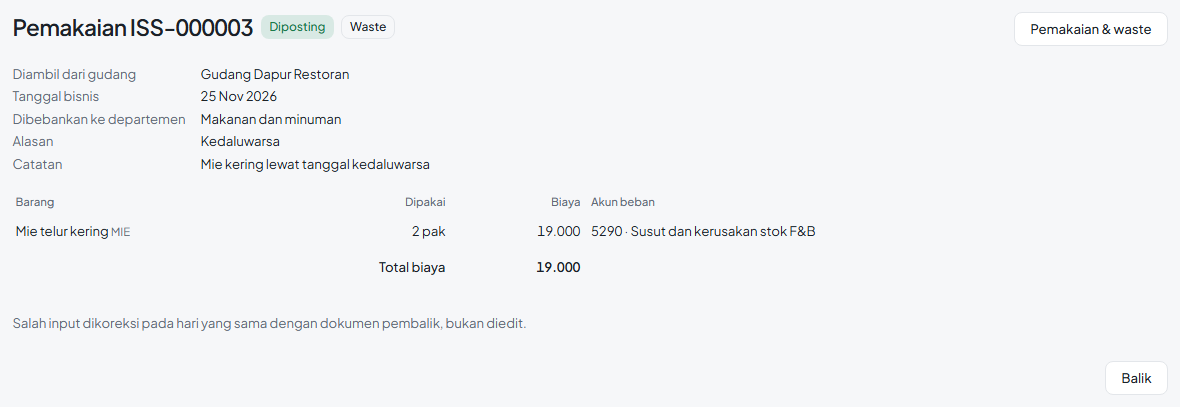 Pemakaian ISS-000003 Diposting Waste Pemakaian & waste
Diambil dari gudang Gudang Dapur Restoran
Tanggal bisnis 25 Nov 2026
Dibebankan ke departemen Makanan dan minuman
Alasan Kedaluwarsa
Catatan Mie kering lewat tanggal kedaluwarsa
Barang Dipakai Biaya Akun beban
Mie telur kering MIE 2 pak 19.000 5290 · Susut dan kerusakan stok F&B
Total biaya 19.000
Salah input dikoreksi pada hari yang sama dengan dokumen pembalik, bukan diedit.
Balik